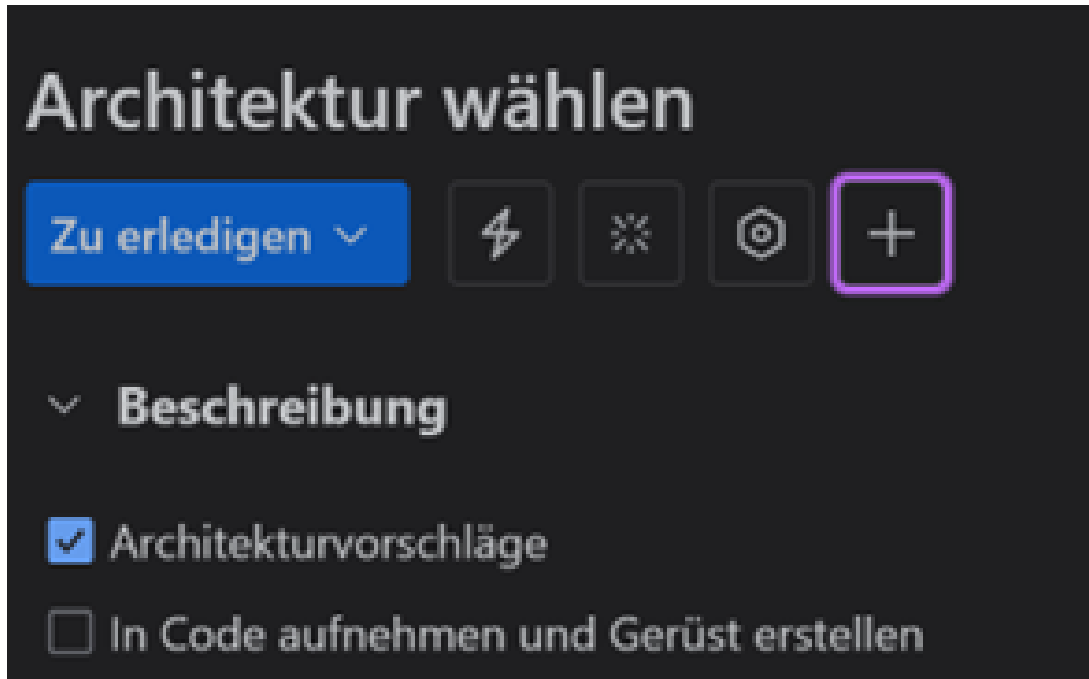 Architektur wählen
Zu erledigen
Beschreibung
Architekturvorschläge
In Code aufnehmen und Gerüst erstellen